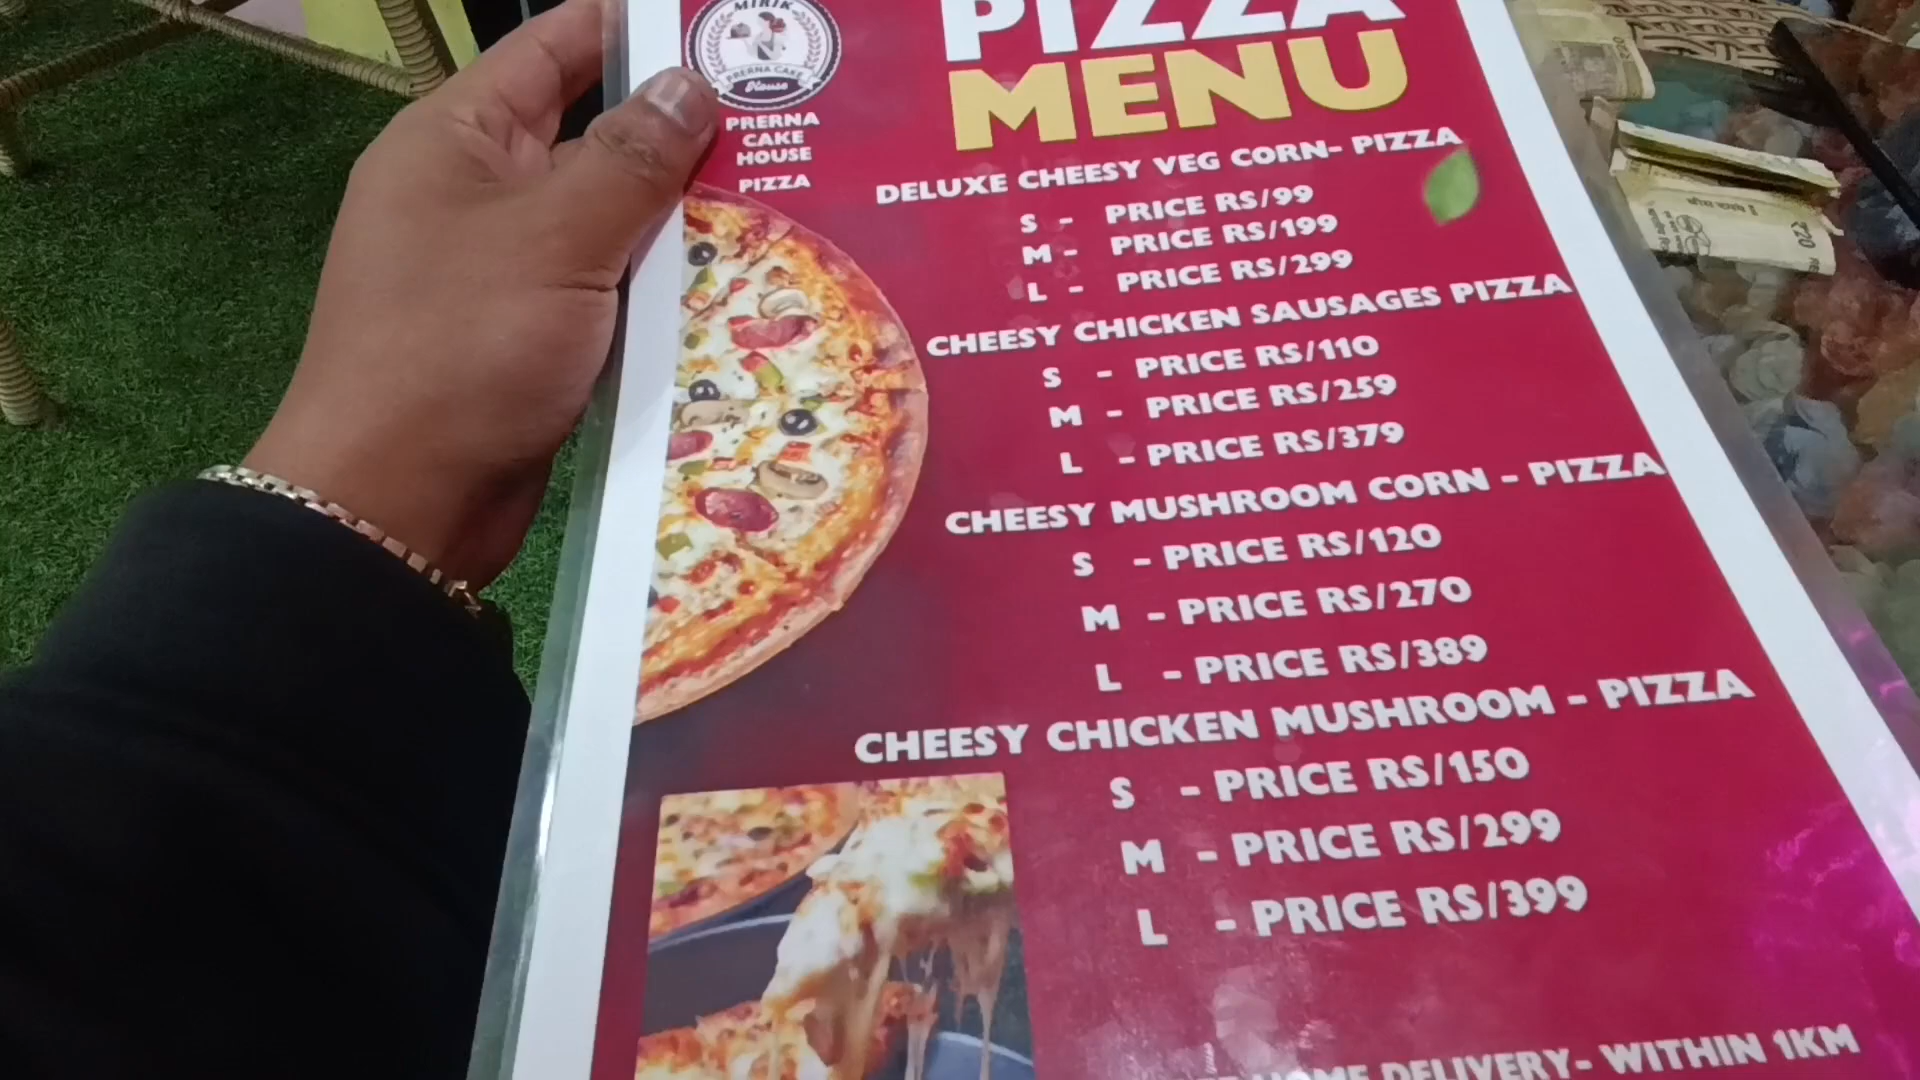 MIRIK
PRERNA CAKE
House
PRERNA
CAKE
HOUSE
PIZZA
PIZZA
MENU
DELUXE CHEESY VEG CORN- PIZZA
S - PRICE RS/99
M - PRICE RS/199
L - PRICE RS/299
CHEESY CHICKEN SAUSAGES PIZZA
S - PRICE RS/110
M - PRICE RS/259
L - PRICE RS/379
CHEESY MUSHROOM CORN - PIZZA
S - PRICE RS/120
M - PRICE RS/270
L - PRICE RS/389
CHEESY CHICKEN MUSHROOM - PIZZA
S - PRICE RS/150
M - PRICE RS/299
L - PRICE RS/399
HOME DELIVERY- WITHIN 1KM
₹20